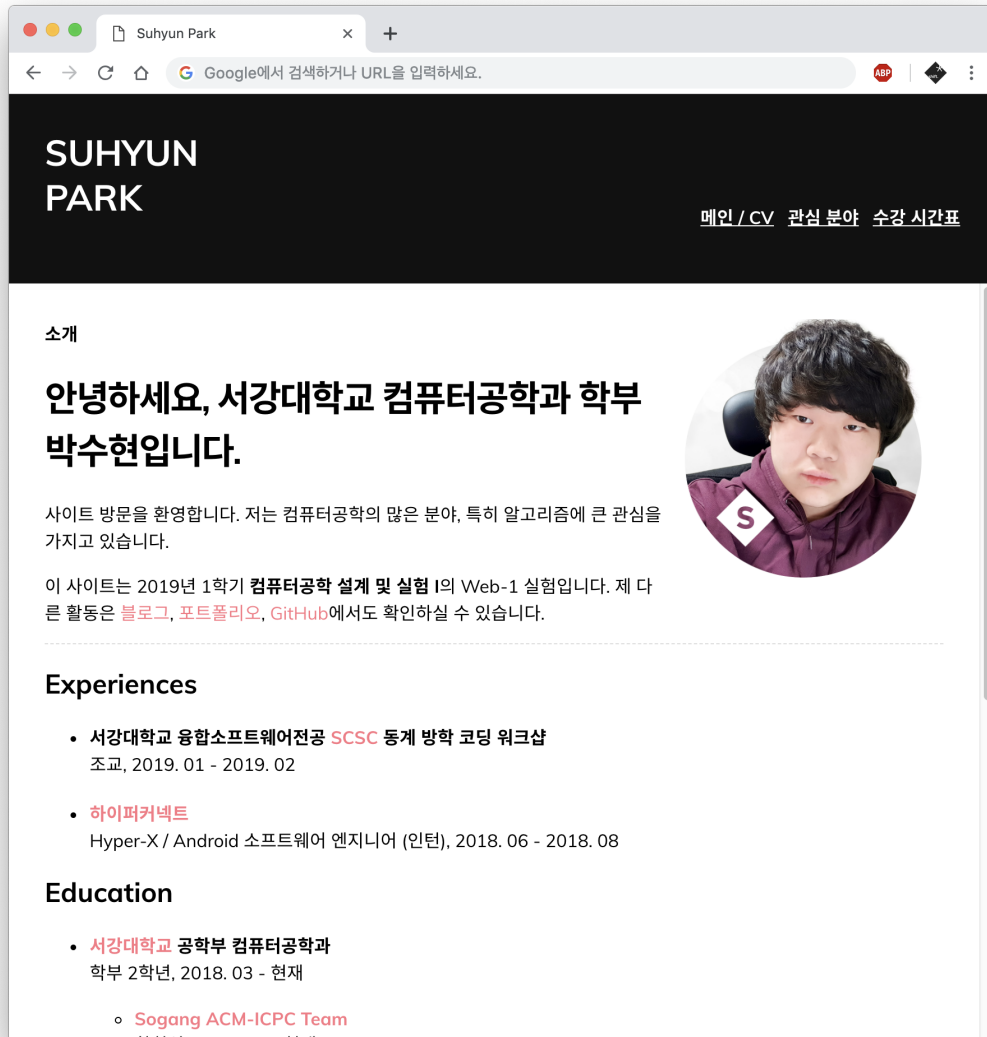 Suhyun Park
Google에서 검색하거나 URL을 입력하세요.
ABP
SUHYUN
PARK
메인 / CV 관심 분야 수강 시간표
소개
안녕하세요, 서강대학교 컴퓨터공학과 학부
박수현입니다.
S
사이트 방문을 환영합니다. 저는 컴퓨터공학의 많은 분야, 특히 알고리즘에 큰 관심을
가지고 있습니다.
이 사이트는 2019년 1학기 컴퓨터공학 설계 및 실험 I의 Web-1 실험입니다. 제 다
른 활동은 블로그, 포트폴리오, GitHub에서도 확인하실 수 있습니다.
Experiences
• 서강대학교 융합소프트웨어전공 SCSC 동계 방학 코딩 워크샵
조교, 2019. 01 - 2019. 02
• 하이퍼커넥트
Hyper-X / Android 소프트웨어 엔지니어 (인턴), 2018. 06 - 2018. 08
Education
• 서강대학교 공학부 컴퓨터공학과
학부 2학년, 2018. 03 - 현재
Sogang ACM-ICPC Team